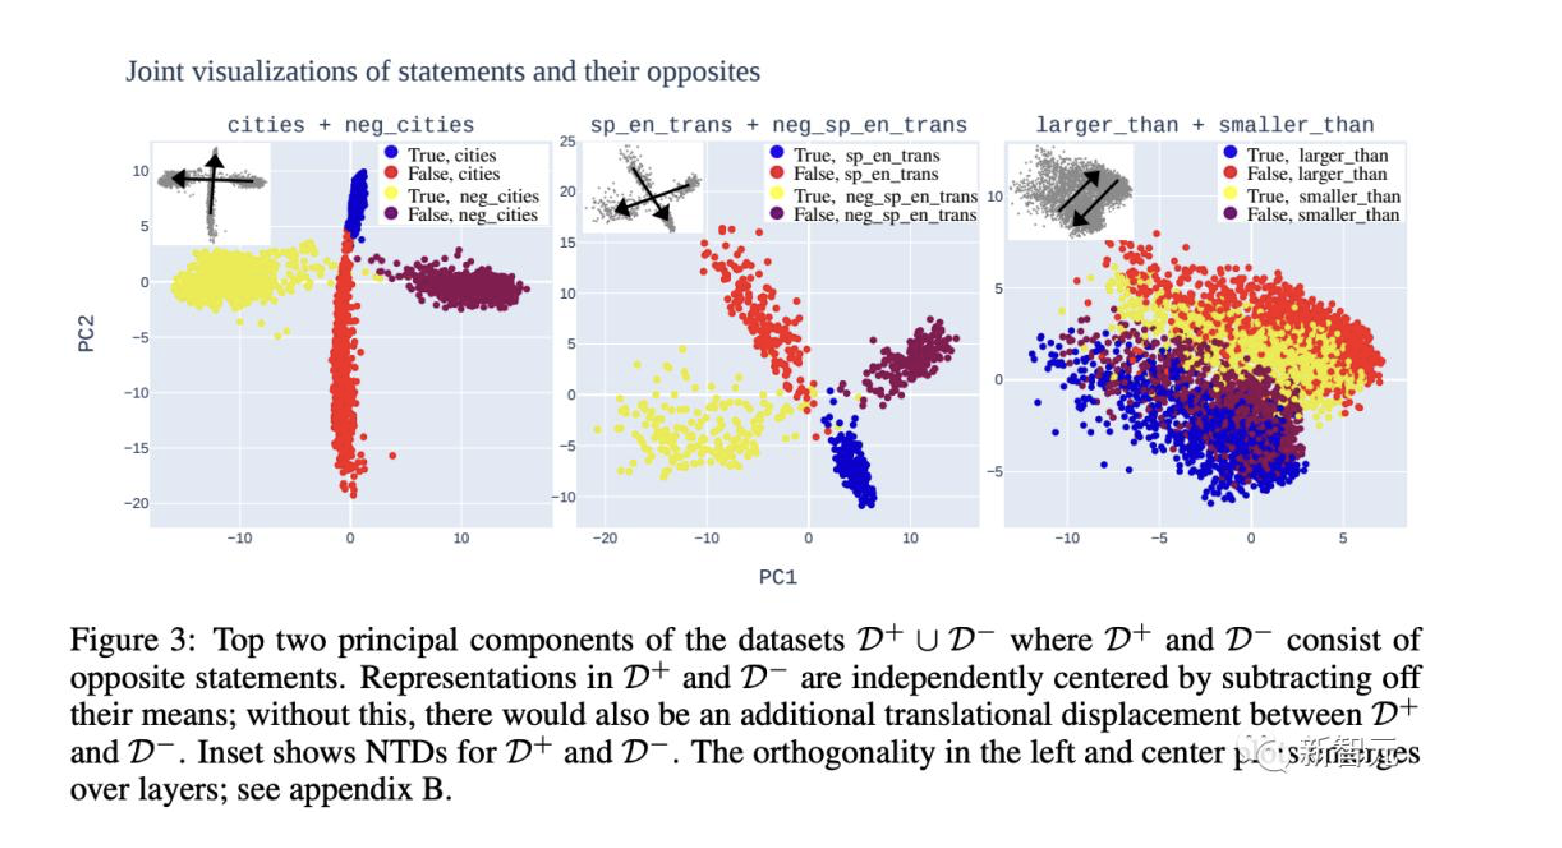 Joint visualizations of statements and their opposites
cities + neg_cities
sp_en_trans + neg_sp_en_trans
larger_than + smaller_than
True, cities
False, cities
True, neg_cities
False, neg_cities
True, sp_en_trans
False, sp_en_trans
True, neg_sp_en_trans
False, neg_sp_en_trans
True, larger_than
False, larger_than
True, smaller_than
False, smaller_than
PC2
10
5
0
−5
−10
−15
−20
−10
0
10
25
20
15
10
5
0
−5
−10
−20
−10
0
10
10
5
0
−5
−10
−5
0
5
PC1
Figure 3: Top two principal components of the datasets 𝒟⁺ ∪ 𝒟⁻ where 𝒟⁺ and 𝒟⁻ consist of
opposite statements. Representations in 𝒟⁺ and 𝒟⁻ are independently centered by subtracting off
their means; without this, there would also be an additional translational displacement between 𝒟⁺
and 𝒟⁻. Inset shows NTDs for 𝒟⁺ and 𝒟⁻. The orthogonality in the left and center plots emerges
over layers; see appendix B.
新智元